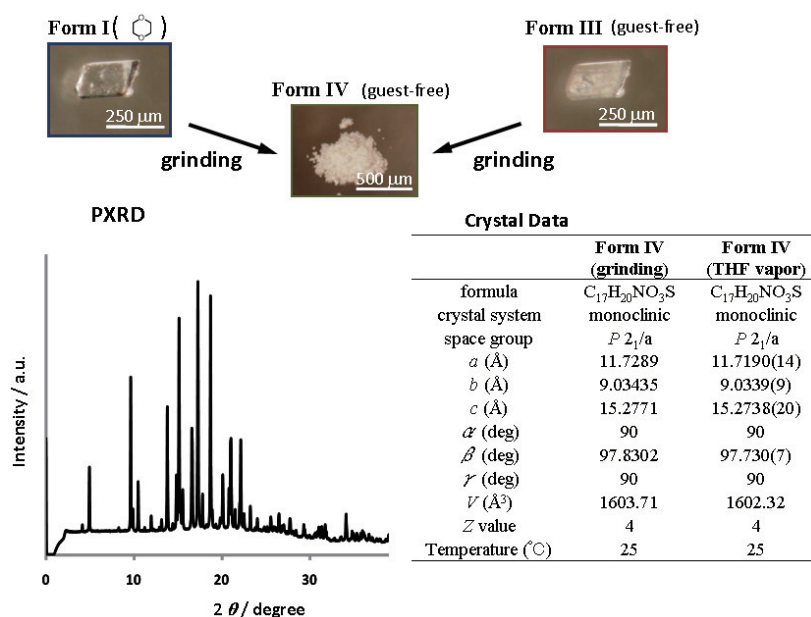 Form I (
)
Form III (guest-free)
Form IV (guest-free)
250 μm
250 μm
grinding
500 μm
grinding
PXRD
Intensity / a.u.
0
10
20
30
2 θ / degree
Crystal Data
Form IV (grinding) Form IV (THF vapor)
formula C17H20NO3S C17H20NO3S
crystal system monoclinic monoclinic
space group P 2₁/a P 2₁/a
a (Å) 11.7289 11.7190(14)
b (Å) 9.03435 9.0339(9)
c (Å) 15.2771 15.2738(20)
α (deg) 90 90
β (deg) 97.8302 97.730(7)
γ (deg) 90 90
V (Å³) 1603.71 1602.32
Z value 4 4
Temperature (°C) 25 25